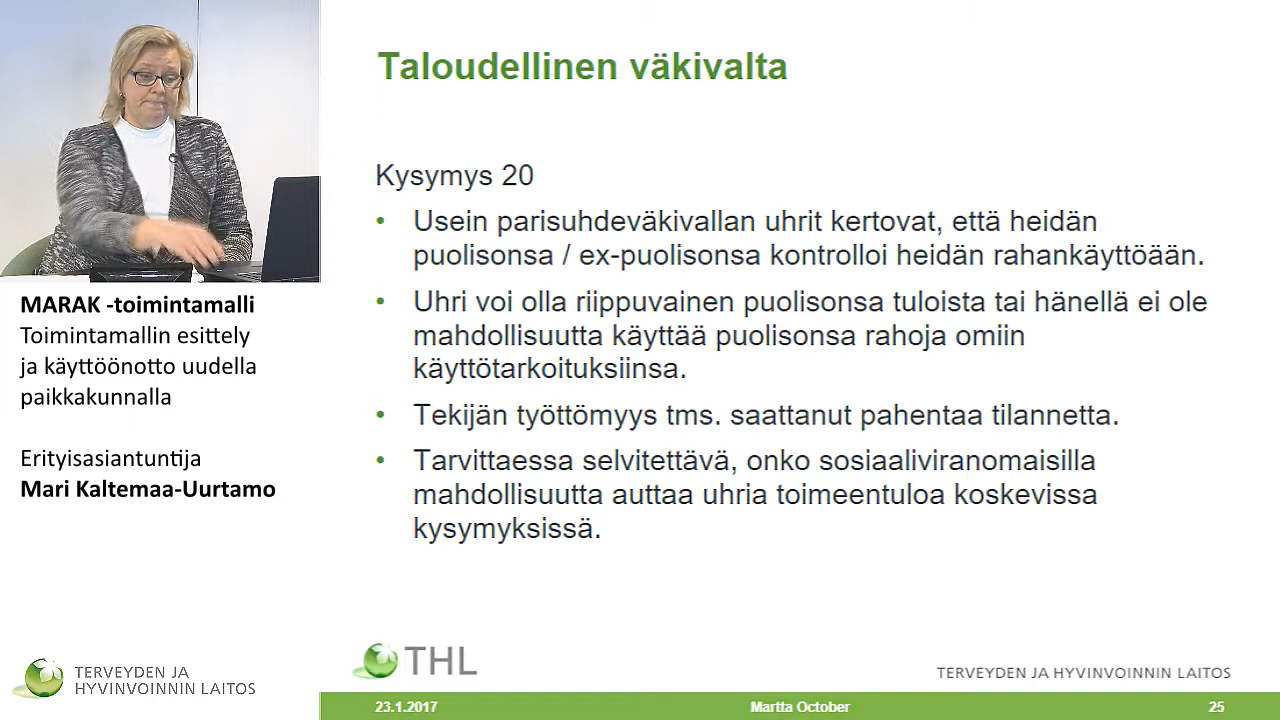 Taloudellinen väkivalta
Kysymys 20
• Usein parisuhdeväkivallan uhrit kertovat, että heidän
puolisonsa / ex-puolisonsa kontrolloi heidän rahankäyttöään.
• Uhri voi olla riippuvainen puolisonsa tuloista tai hänellä ei ole
mahdollisuutta käyttää puolisonsa rahoja omiin
käyttötarkoituksiinsa.
• Tekijän työttömyys tms. saattanut pahentaa tilannetta.
• Tarvittaessa selvitettävä, onko sosiaaliviranomaisilla
mahdollisuutta auttaa uhria toimeentuloa koskevissa
kysymyksissä.
MARAK -toimintamalli
Toimintamallin esittely
ja käyttöönotto uudella
paikkakunnalla
Erityisasiantuntija
Mari Kaltemaa-Uurtamo
TERVEYDEN JA
HYVINVOINNIN LAITOS
THL
TERVEYDEN JA HYVINVOINNIN LAITOS
23.1.2017
Martta October
25